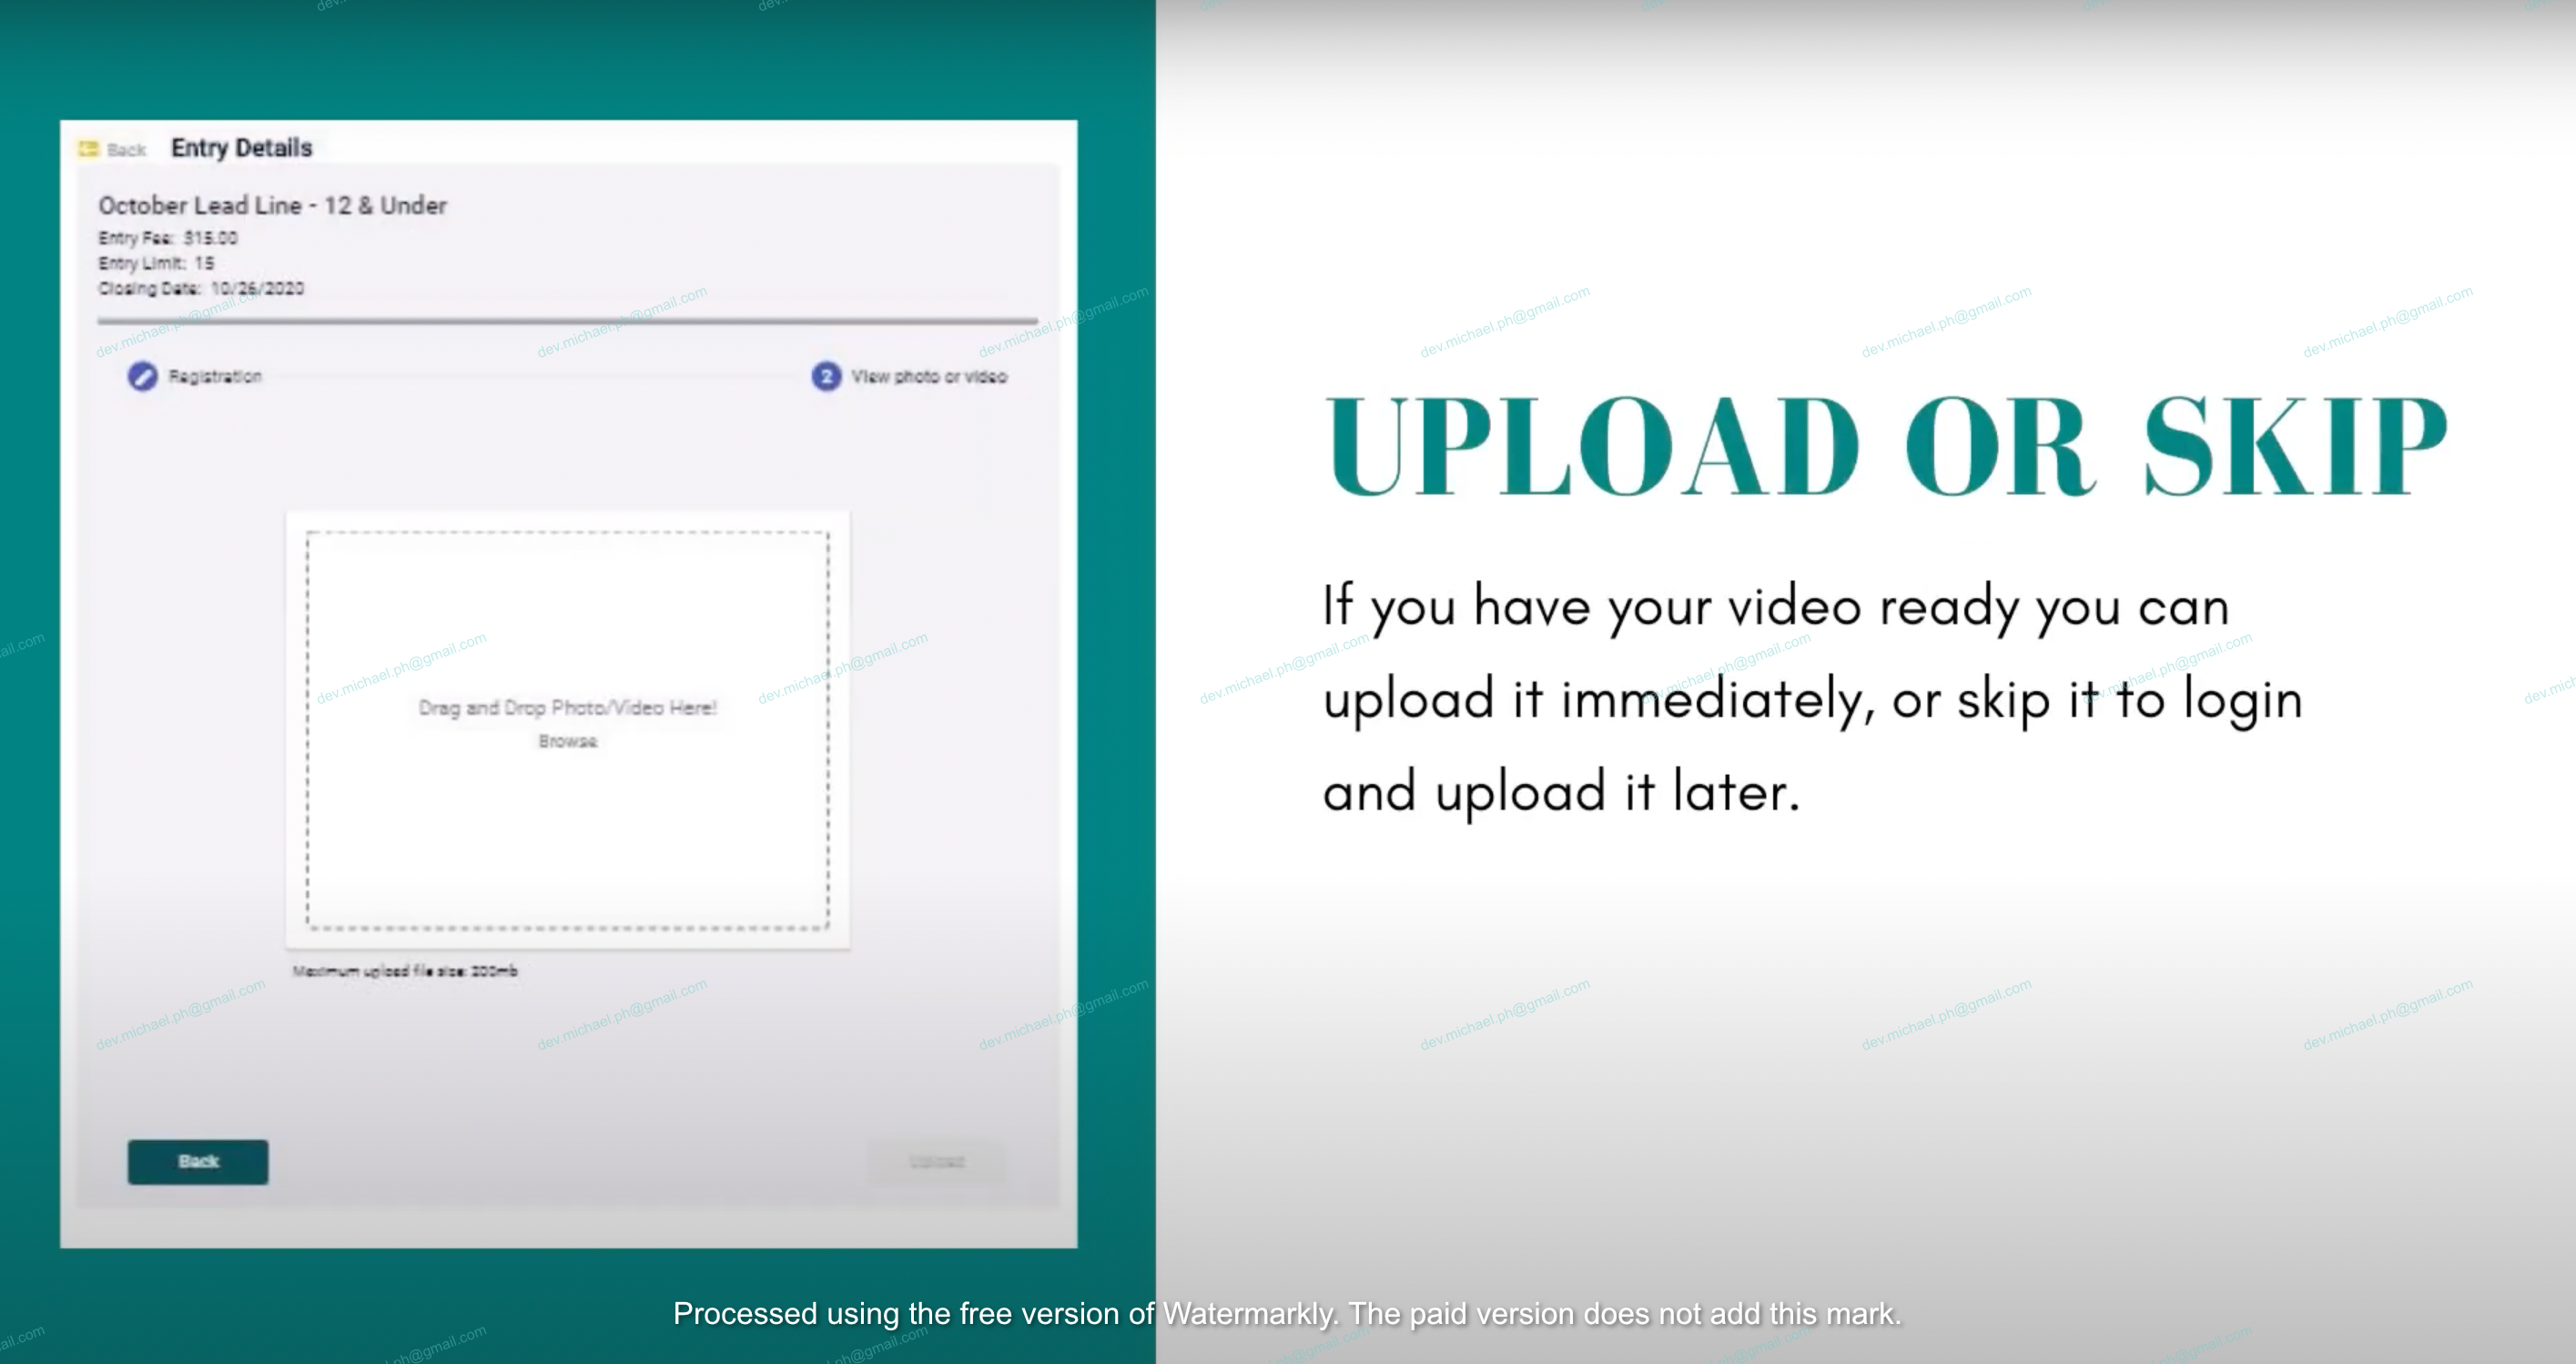 Back Entry Details
October Lead Line - 12 & Under
Entry Fee: $15.00
Entry Limit: 15
Closing Date: 10/26/2020
Registration
2 View photo or video
Drag and Drop Photo/Video Here!
Browse
Maximum upload file size: 200mb
Back
Upload
UPLOAD OR SKIP
If you have your video ready you can
upload it immediately, or skip it to login
and upload it later.
dev.michael.ph@gmail.com
Processed using the free version of Watermarkly. The paid version does not add this mark.